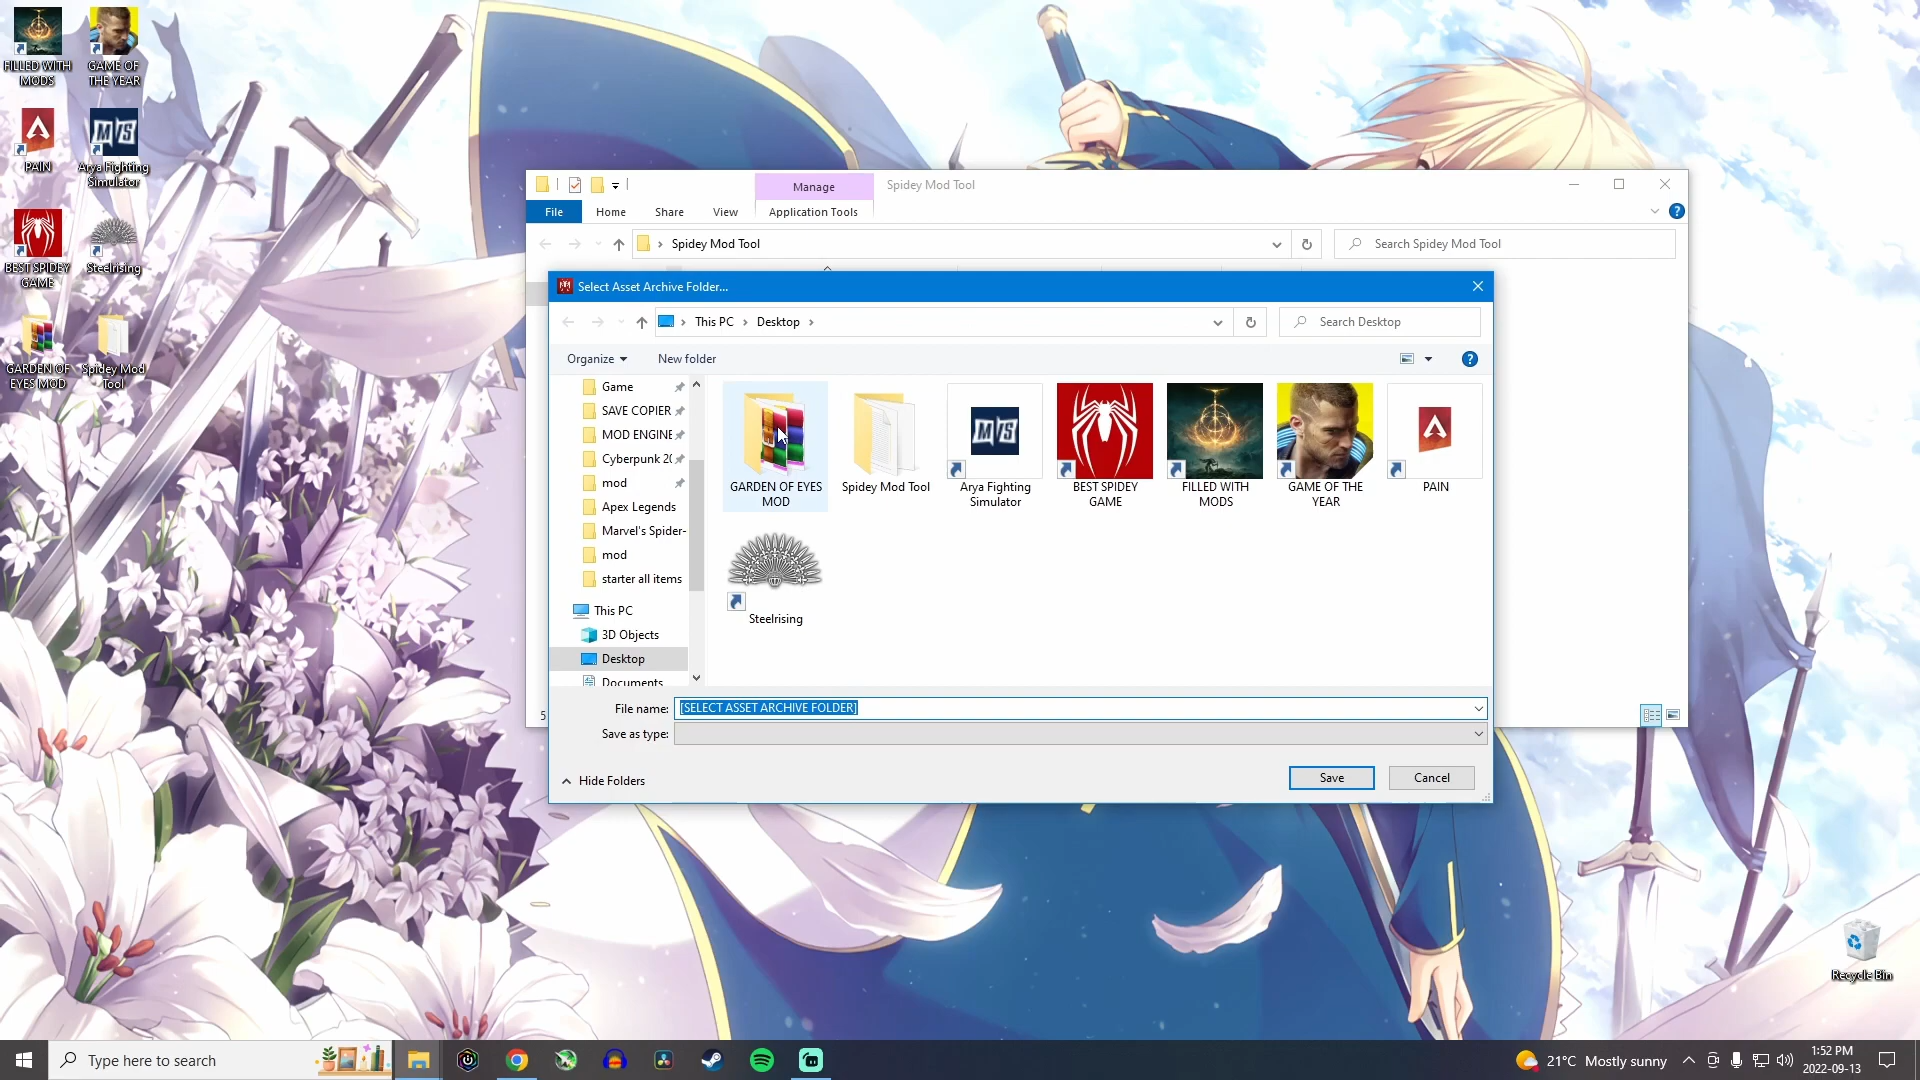 FILLED WITH
MODS
GAME OF
THE YEAR
PAIN
Arya Fighting
Simulator
BEST SPIDEY
GAME
Steelrising
GARDEN OF
EYES MOD
Spidey Mod
Tool
Manage
Spidey Mod Tool
File
Home
Share
View
Application Tools
Spidey Mod Tool
Search Spidey Mod Tool
Select Asset Archive Folder...
This PC
Desktop
Search Desktop
Organize
New folder
Game
SAVE COPIER
MOD ENGINE
Cyberpunk 20
mod
Apex Legends
Marvel's Spider-
mod
starter all items
This PC
3D Objects
Desktop
Documents
GARDEN OF EYES
MOD
Spidey Mod Tool
Arya Fighting
Simulator
BEST SPIDEY
GAME
FILLED WITH
MODS
GAME OF THE
YEAR
PAIN
Steelrising
5
File name:
[SELECT ASSET ARCHIVE FOLDER]
Save as type:
Hide Folders
Save
Cancel
Recycle Bin
Type here to search
21°C Mostly sunny
1:52 PM
2022-09-13